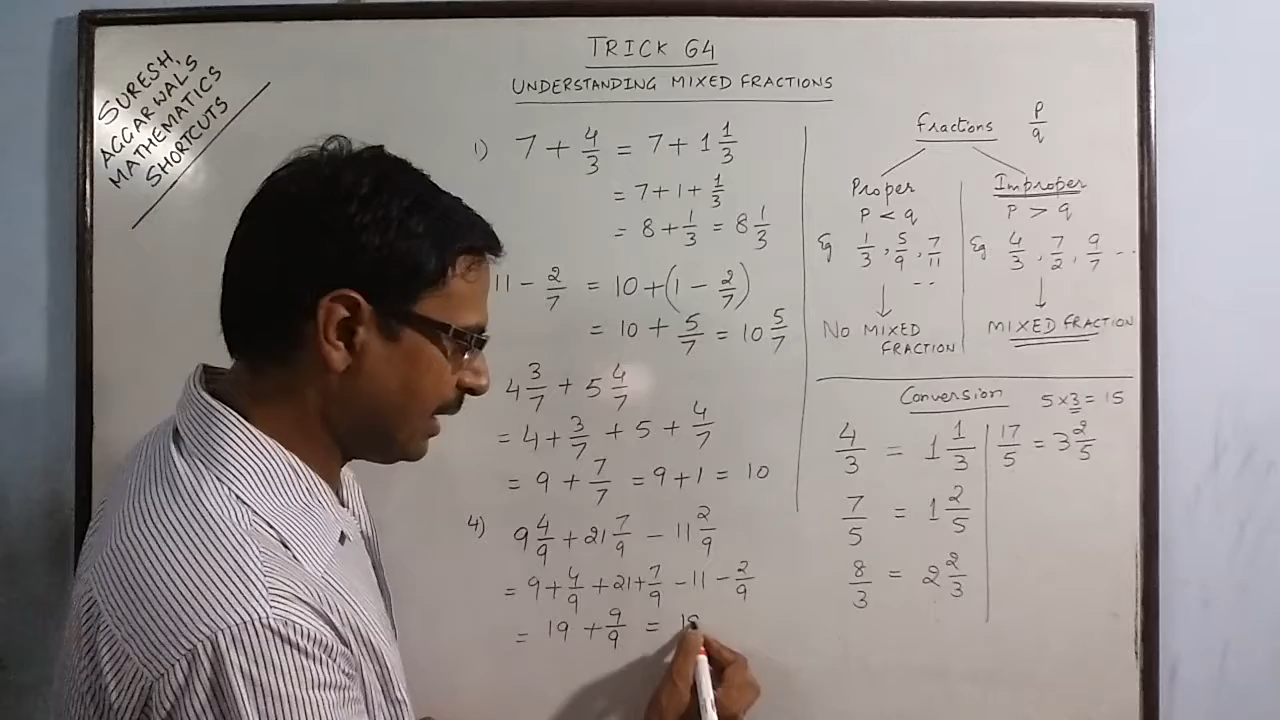 SURESH
AGGARWAL'S
MATHEMATICS
SHORTCUTS
TRICK 64
UNDERSTANDING MIXED FRACTIONS
1) 7 + 4/3 = 7 + 1 1/3
= 7 + 1 + 1/3
= 8 + 1/3 = 8 1/3
11 - 2/7 = 10 + (1 - 2/7)
= 10 + 5/7 = 10 5/7
4 3/7 + 5 4/7
= 4 + 3/7 + 5 + 4/7
= 9 + 7/7 = 9 + 1 = 10
4) 9 4/9 + 21 7/9 - 11 2/9
= 9 + 4/9 + 21 + 7/9 - 11 - 2/9
= 19 + 9/9 =
Fractions P/q
Proper
P < q
Eg 1/3, 5/9, 7/11 ..
NO MIXED
FRACTION
Improper
P > q
Eg 4/3, 7/2, 9/7 ...
MIXED FRACTION
Conversion 5 x 3 = 15
4/3 = 1 1/3
7/5 = 1 2/5
8/3 = 2 2/3
17/5 = 3 2/5